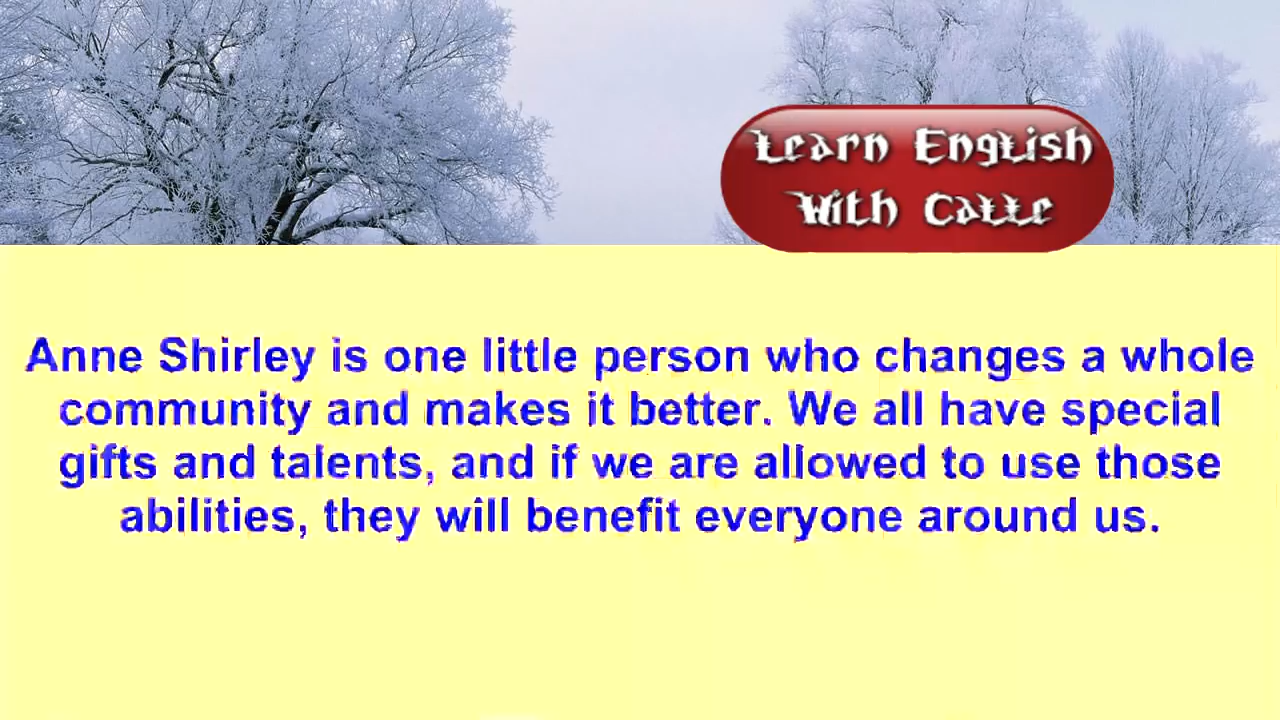 Learn English
With Catte
Anne Shirley is one little person who changes a whole
community and makes it better. We all have special
gifts and talents, and if we are allowed to use those
abilities, they will benefit everyone around us.